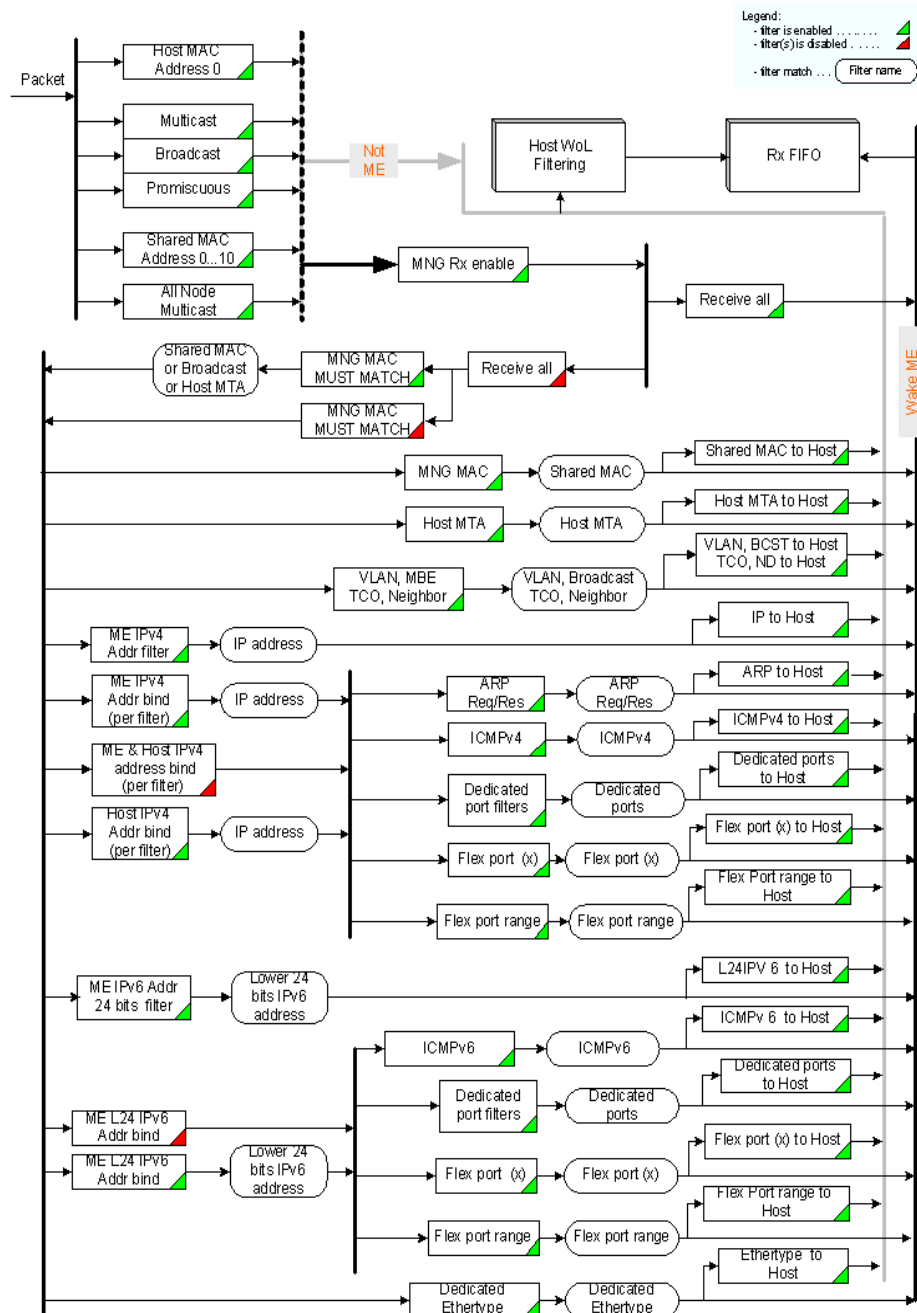 Legend:
- filter is enabled . . . . . . . .
- filter(s) is disabled . . . . .
- filter match . . . Filter name
Packet
Host MAC
Address 0
Multicast
Broadcast
Promiscuous
Shared MAC
Address 0...10
All Node
Multicast
Not
ME
Host WoL
Filtering
Rx FIFO
MNG Rx enable
Receive all
Wake ME
Shared MAC
or Broadcast
or Host MTA
MNG MAC
MUST MATCH
Receive all
MNG MAC
MUST MATCH
MNG MAC
Shared MAC
Shared MAC to Host
Host MTA
Host MTA
Host MTA to Host
VLAN, MBE
TCO, Neighbor
VLAN, Broadcast
TCO, Neighbor
VLAN, BCST to Host
TCO, ND to Host
ME IPv4
Addr filter
IP address
IP to Host
ME IPv4
Addr bind
(per filter)
IP address
ARP
Req/Res
ARP
Req/Res
ARP to Host
ICMPv4
ICMPv4
ICMPv4 to Host
ME & Host IPv4
address bind
(per filter)
Dedicated
port filters
Dedicated
ports
Dedicated ports
to Host
Host IPv4
Addr bind
(per filter)
IP address
Flex port (x)
Flex port (x)
Flex port (x) to Host
Flex port range
Flex port range
Flex Port range to
Host
ME IPv6 Addr
24 bits filter
Lower 24
bits IPv6
address
L24IPV 6 to Host
ICMPv6
ICMPv6
ICMPv 6 to Host
Dedicated
port filters
Dedicated
ports
Dedicated ports
to Host
ME L24 IPv6
Addr bind
ME L24 IPv6
Addr bind
Lower 24
bits IPv6
address
Flex port (x)
Flex port (x)
Flex port (x) to Host
Flex port range
Flex port range
Flex Port range to
Host
Dedicated
Ethertype
Dedicated
Ethertype
Ethertype to
Host